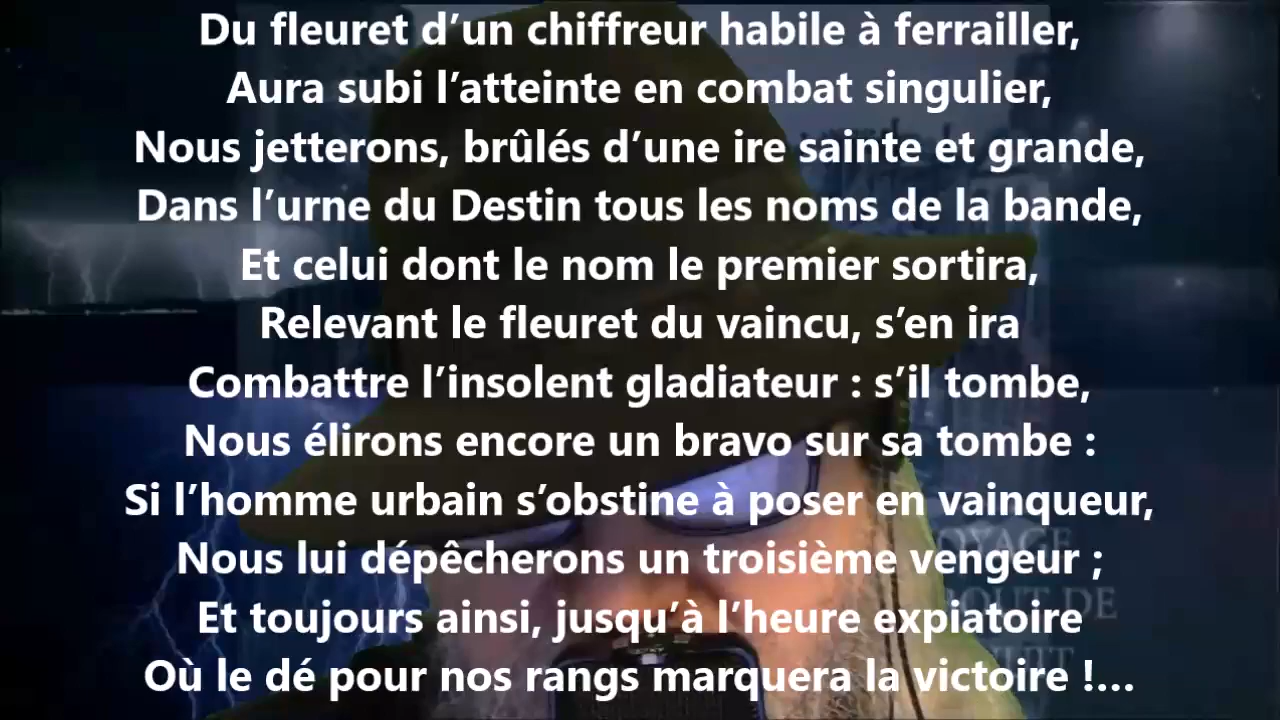 Du fleuret d’un chiffreur habile à ferrailler,
Aura subi l’atteinte en combat singulier,
Nous jetterons, brûlés d’une ire sainte et grande,
Dans l’urne du Destin tous les noms de la bande,
Et celui dont le nom le premier sortira,
Relevant le fleuret du vaincu, s’en ira
Combattre l’insolent gladiateur : s’il tombe,
Nous élirons encore un bravo sur sa tombe :
Si l’homme urbain s’obstine à poser en vainqueur,
Nous lui dépêcherons un troisième vengeur ;
Et toujours ainsi, jusqu’à l’heure expiatoire
Où le dé pour nos rangs marquera la victoire !...